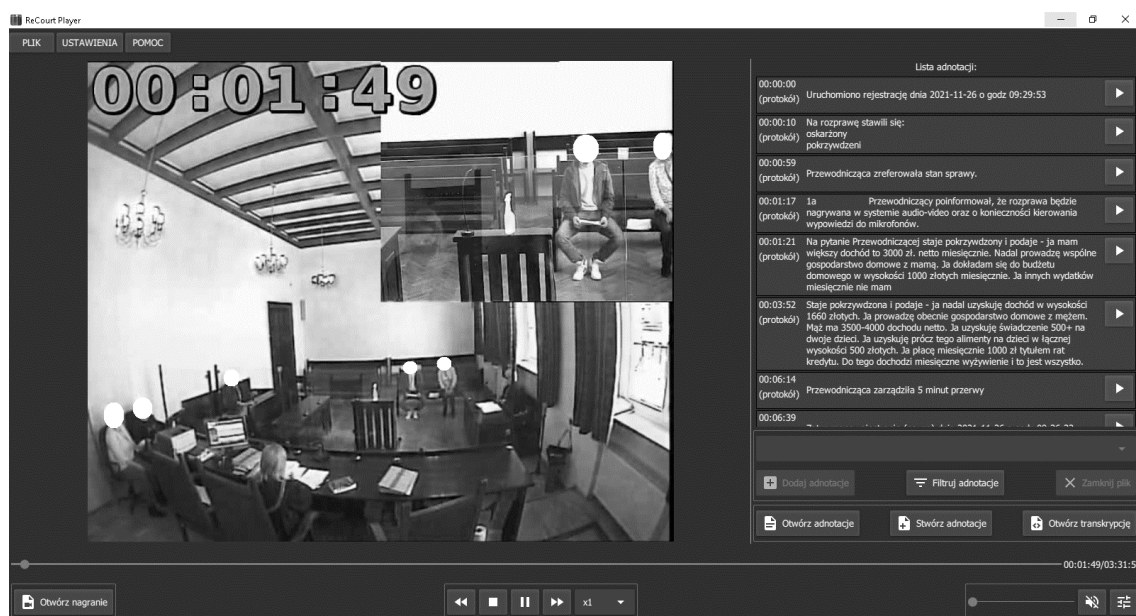 ReCourt Player
PLIK
USTAWIENIA
POMOC
00:01:49
Lista adnotacji:
00:00:00
(protokół)
Uruchomiono rejestrację dnia 2021-11-26 o godz 09:29:53
00:00:10
(protokół)
Na rozprawę stawili się:
oskarżony
pokrzywdzeni
00:00:59
(protokół)
Przewodnicząca zreferowała stan sprawy.
00:01:17
(protokół)
1a Przewodniczący poinformował, że rozprawa będzie
nagrywana w systemie audio-video oraz o konieczności kierowania
wypowiedzi do mikrofonów.
00:01:21
(protokół)
Na pytanie Przewodniczącej staje pokrzywdzony i podaje - ja mam
większy dochód to 3000 zł. netto miesięcznie. Nadal prowadzę wspólne
gospodarstwo domowe z mamą. Ja dokładam się do budżetu
domowego w wysokości 1000 złotych miesięcznie. Ja innych wydatków
miesięcznie nie mam
00:03:52
(protokół)
Staje pokrzywdzona i podaje - ja nadal uzyskuję dochód w wysokości
1660 złotych. Ja prowadzę obecnie gospodarstwo domowe z mężem.
Mąż ma 3500-4000 dochodu netto. Ja uzyskuję świadczenie 500+ na
dwoje dzieci. Ja uzyskuję prócz tego alimenty na dzieci w łącznej
wysokości 500 złotych. Ja płacę miesięcznie 1000 zł tytułem rat
kredytu. Do tego dochodzi miesięczne wyżywienie i to jest wszystko.
00:06:14
(protokół)
Przewodnicząca zarządziła 5 minut przerwy
00:06:39
Dodaj adnotacje
Filtruj adnotacje
Zamknij plik
Otwórz adnotacje
Stwórz adnotacje
Otwórz transkrypcję
00:01:49/03:31:5
Otwórz nagranie
x1